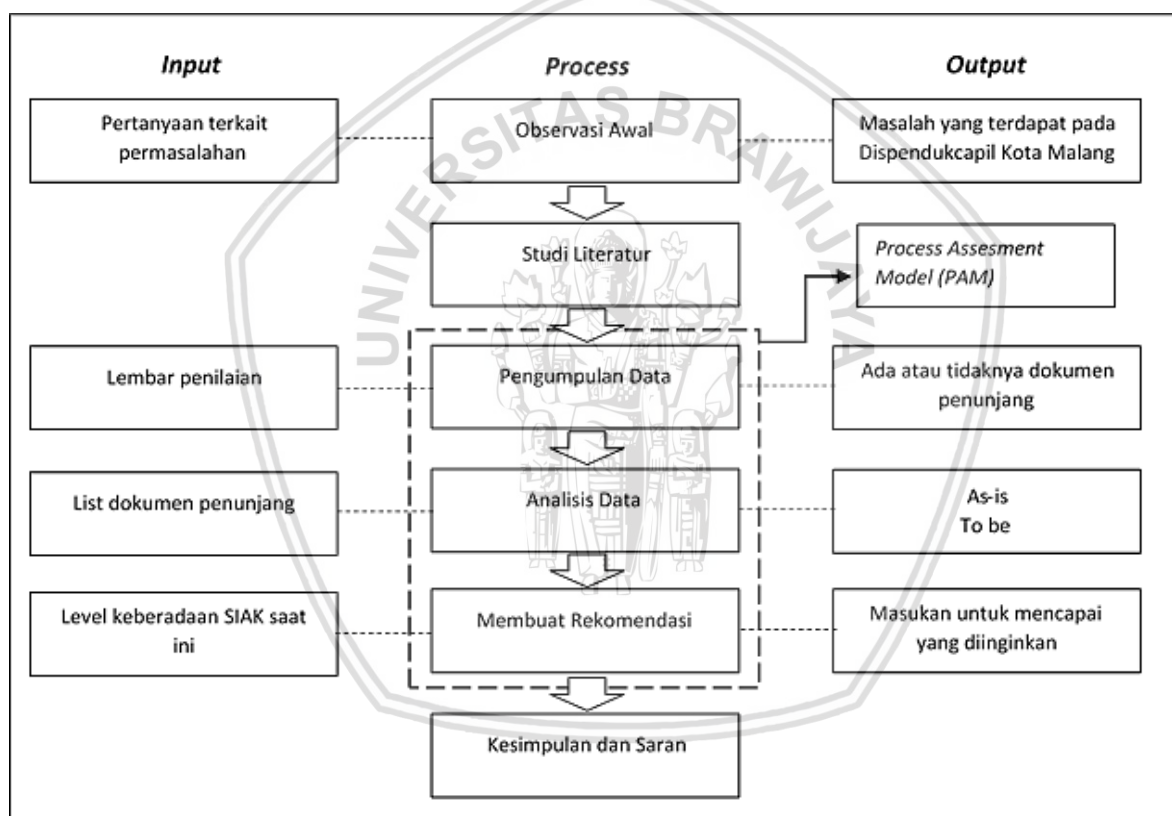 Input
Process
Output
Pertanyaan terkait
permasalahan
Observasi Awal
Masalah yang terdapat pada
Dispendukcapil Kota Malang
Studi Literatur
Process Assesment
Model (PAM)
Lembar penilaian
Pengumpulan Data
Ada atau tidaknya dokumen
penunjang
List dokumen penunjang
Analisis Data
As-is
To be
Level keberadaan SIAK saat
ini
Membuat Rekomendasi
Masukan untuk mencapai
yang diinginkan
Kesimpulan dan Saran
UNIVERSITAS BRAWIJAYA